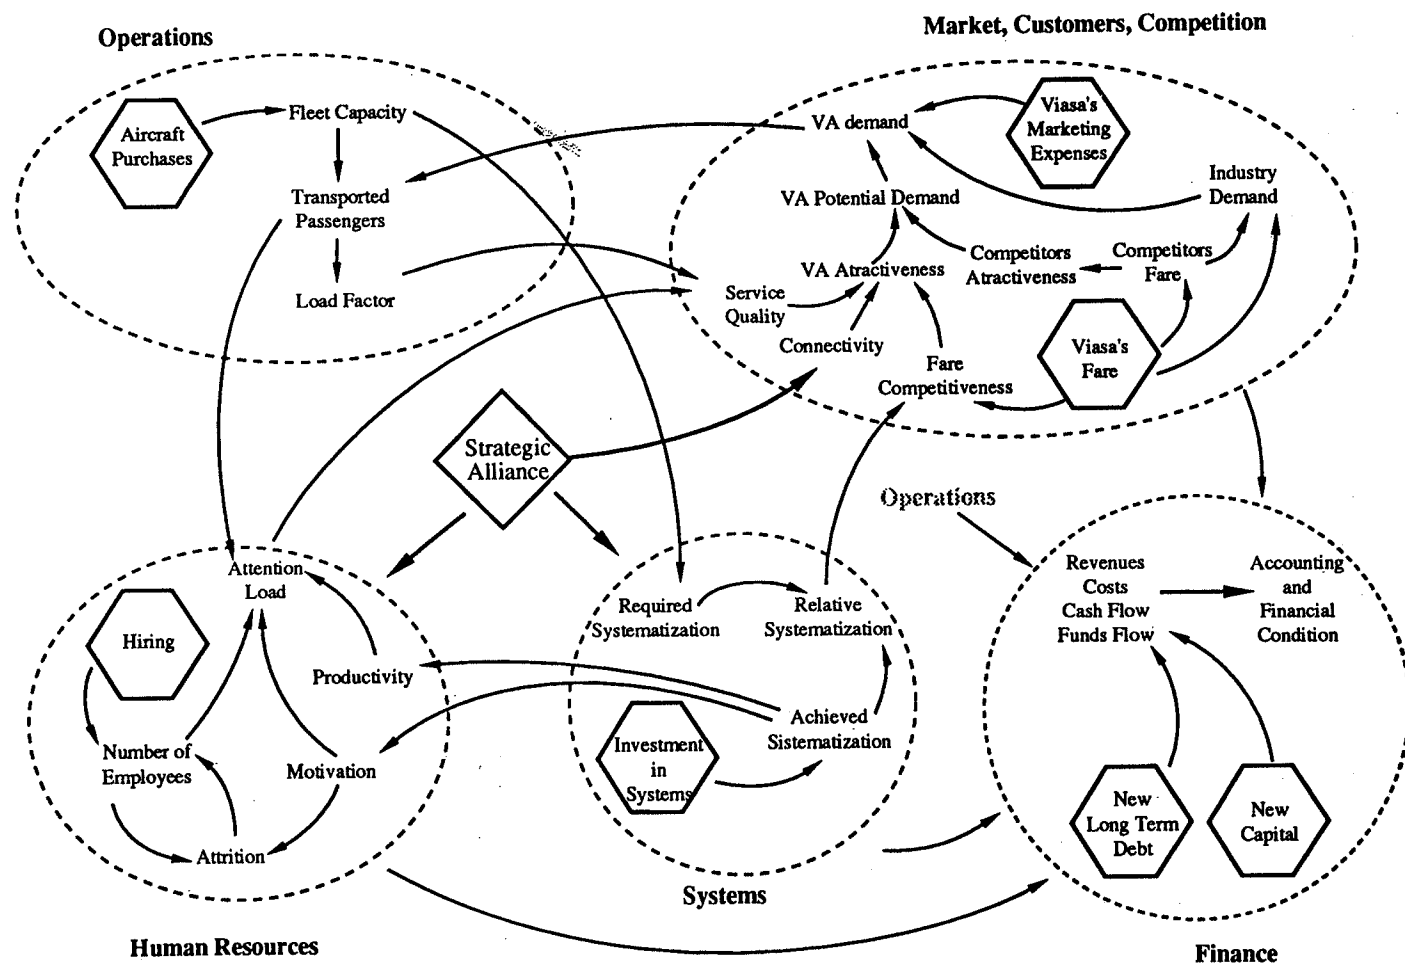 Operations
Market, Customers, Competition
Aircraft
Purchases
Fleet Capacity
Transported
Passengers
Load Factor
VA demand
Viasa's
Marketing
Expenses
Industry
Demand
VA Potential Demand
Competitors
Atractiveness
Competitors
Fare
VA Atractiveness
Service
Quality
Connectivity
Fare
Competitiveness
Viasa's
Fare
Strategic
Alliance
Operations
Attention
Load
Hiring
Productivity
Number of
Employees
Motivation
Attrition
Human Resources
Required
Systematization
Relative
Systematization
Achieved
Sistematization
Investment
in
Systems
Systems
Revenues
Costs
Cash Flow
Funds Flow
Accounting
and
Financial
Condition
New
Long Term
Debt
New
Capital
Finance